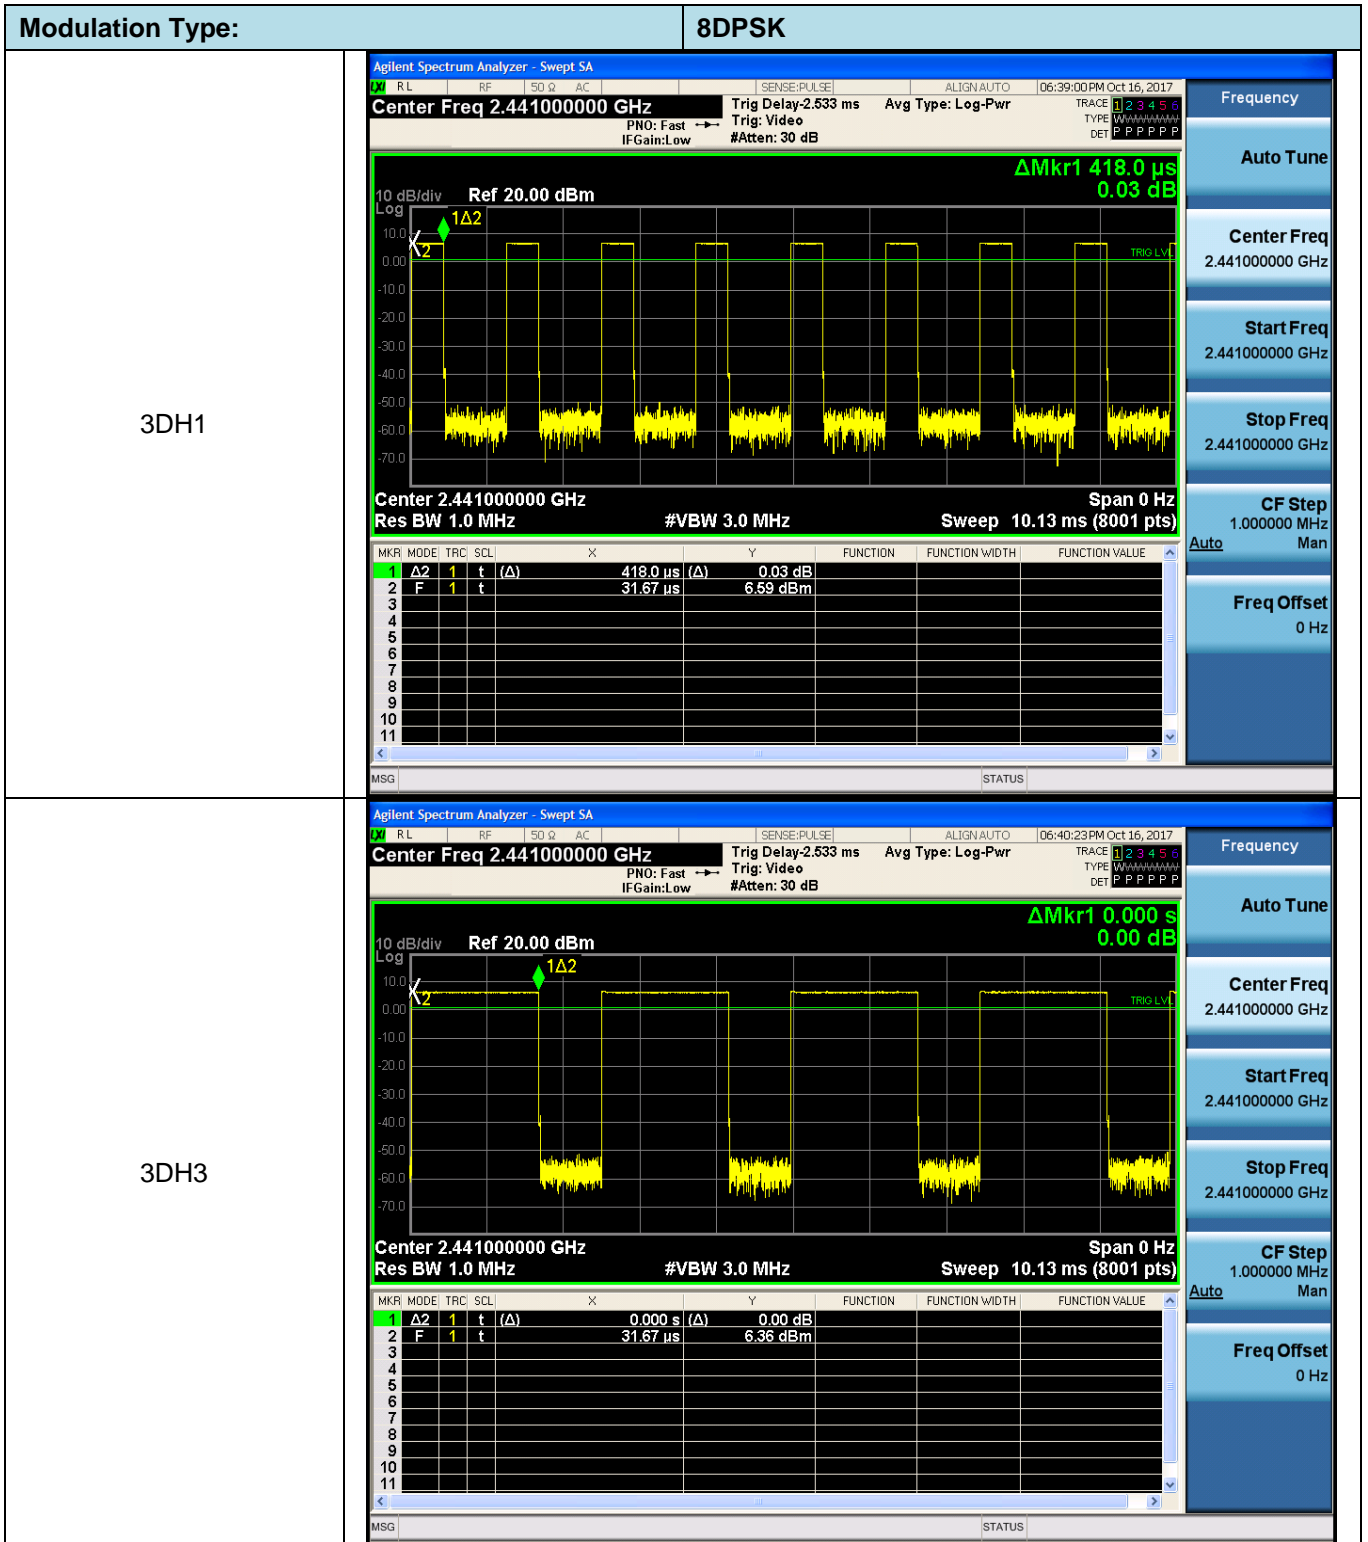 Modulation Type: 8DPSK
3DH1
Agilent Spectrum Analyzer - Swept SA
LXI RL RF 50 Ω AC SENSE:PULSE ALIGN AUTO 06:39:00 PM Oct 16, 2017
Center Freq 2.441000000 GHz
PNO: Fast
IFGain:Low
Trig Delay-2.533 ms
Trig: Video
#Atten: 30 dB
Avg Type: Log-Pwr
TRACE 1 2 3 4 5 6
TYPE WWWWWW
DET P P P P P P
ΔMkr1 418.0 µs
0.03 dB
10 dB/div Ref 20.00 dBm
Log
10.0
0.00
-10.0
-20.0
-30.0
-40.0
-50.0
-60.0
-70.0
1Δ2
2
TRIG LVL
Center 2.441000000 GHz Span 0 Hz
Res BW 1.0 MHz #VBW 3.0 MHz Sweep 10.13 ms (8001 pts)
MKR MODE TRC SCL X Y FUNCTION FUNCTION WIDTH FUNCTION VALUE
1 Δ2 1 t (Δ) 418.0 µs (Δ) 0.03 dB
2 F 1 t 31.67 µs 6.59 dBm
3
4
5
6
7
8
9
10
11
MSG STATUS
Frequency
Auto Tune
Center Freq
2.441000000 GHz
Start Freq
2.441000000 GHz
Stop Freq
2.441000000 GHz
CF Step
1.000000 MHz
Auto Man
Freq Offset
0 Hz
3DH3
Agilent Spectrum Analyzer - Swept SA
LXI RL RF 50 Ω AC SENSE:PULSE ALIGN AUTO 06:40:23 PM Oct 16, 2017
Center Freq 2.441000000 GHz
PNO: Fast
IFGain:Low
Trig Delay-2.533 ms
Trig: Video
#Atten: 30 dB
Avg Type: Log-Pwr
TRACE 1 2 3 4 5 6
TYPE WWWWWW
DET P P P P P P
ΔMkr1 0.000 s
0.00 dB
10 dB/div Ref 20.00 dBm
Log
10.0
0.00
-10.0
-20.0
-30.0
-40.0
-50.0
-60.0
-70.0
1Δ2
2
TRIG LVL
Center 2.441000000 GHz Span 0 Hz
Res BW 1.0 MHz #VBW 3.0 MHz Sweep 10.13 ms (8001 pts)
MKR MODE TRC SCL X Y FUNCTION FUNCTION WIDTH FUNCTION VALUE
1 Δ2 1 t (Δ) 0.000 s (Δ) 0.00 dB
2 F 1 t 31.67 µs 6.36 dBm
3
4
5
6
7
8
9
10
11
MSG STATUS
Frequency
Auto Tune
Center Freq
2.441000000 GHz
Start Freq
2.441000000 GHz
Stop Freq
2.441000000 GHz
CF Step
1.000000 MHz
Auto Man
Freq Offset
0 Hz